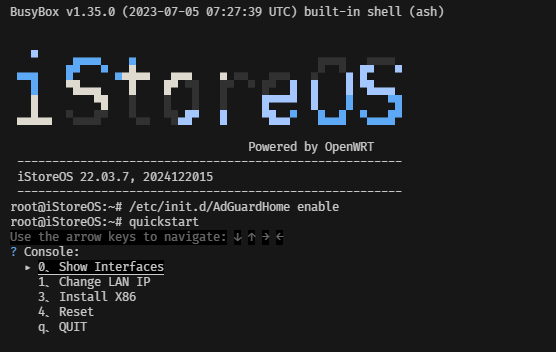 BusyBox v1.35.0 (2023-07-05 07:27:39 UTC) built-in shell (ash)
iStoreOS
Powered by OpenWRT
-------------------------------------------------------
iStoreOS 22.03.7, 2024122015
-------------------------------------------------------
root@iStoreOS:~# /etc/init.d/AdGuardHome enable
root@iStoreOS:~# quickstart
Use the arrow keys to navigate: ↓ ↑ → ←
? Console:
▸ 0、Show Interfaces
1、Change LAN IP
3、Install X86
4、Reset
q、QUIT